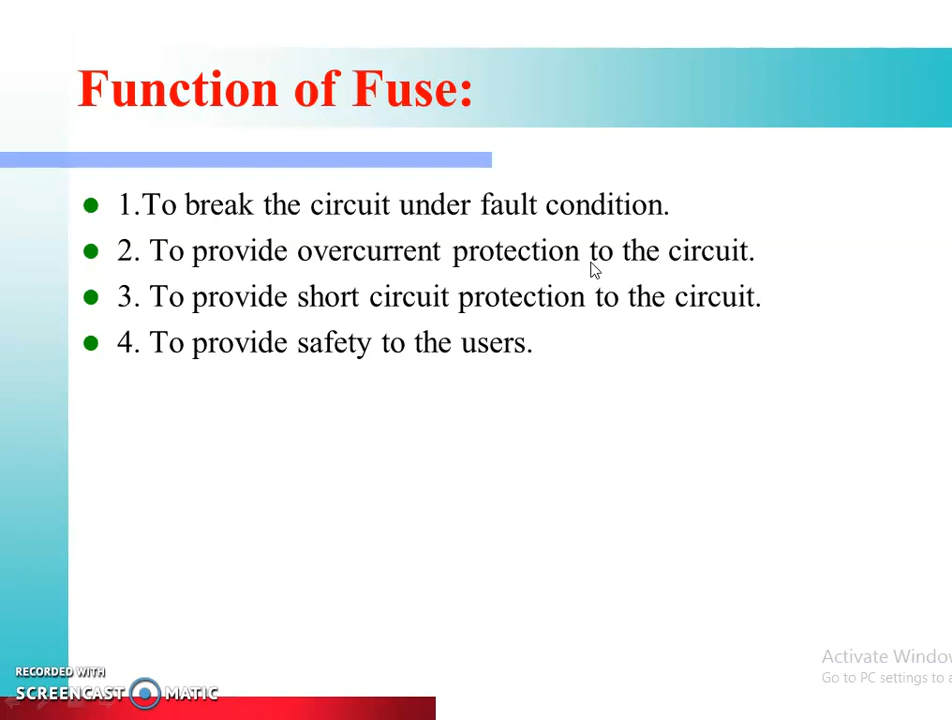 Function of Fuse:
1.To break the circuit under fault condition.
2. To provide overcurrent protection to the circuit.
3. To provide short circuit protection to the circuit.
4. To provide safety to the users.
Activate Window
Go to PC settings to a
RECORDED WITH
SCREENCAST MATIC